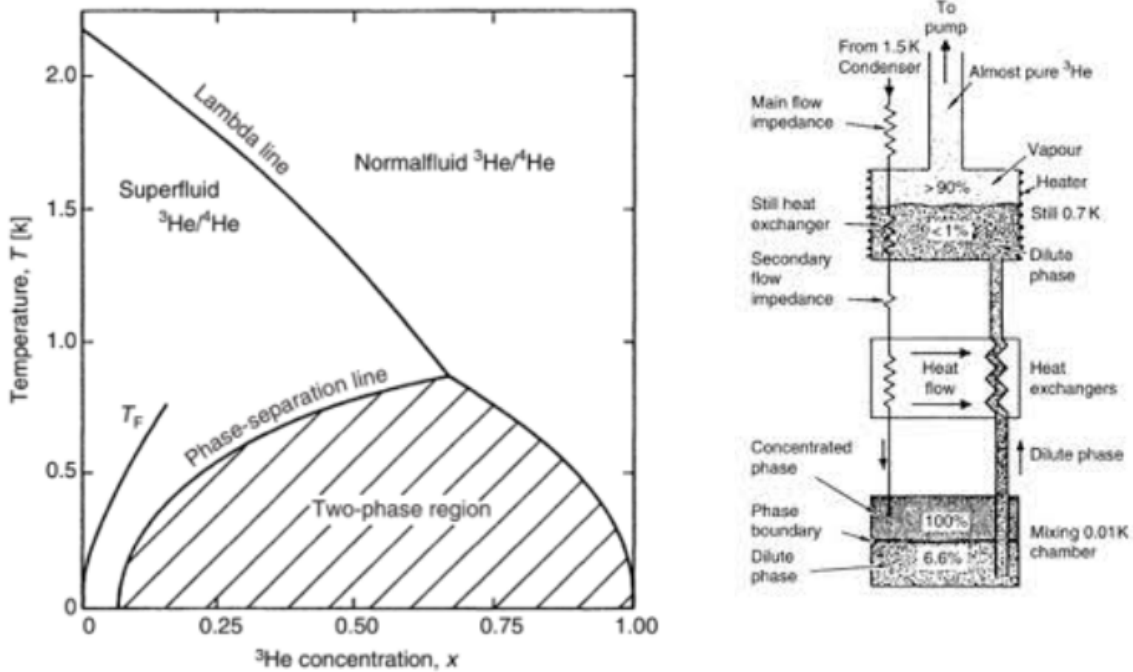 2.0
1.5
1.0
0.5
0
Temperature, T [k]
Lambda line
Normalfluid ³He/⁴He
Superfluid
³He/⁴He
T_F
Phase-separation line
Two-phase region
0
0.25
0.50
0.75
1.00
³He concentration, x
To
pump
From 1.5 K
Condenser
Almost pure ³He
Main flow
impedance
Vapour
> 90%
Heater
Still heat
exchanger
Still 0.7 K
< 1%
Secondary
flow
impedance
Dilute
phase
Heat
flow
Heat
exchangers
Concentrated
phase
Dilute phase
Phase
boundary
100%
Mixing 0.01K
chamber
Dilute
phase
6.6%